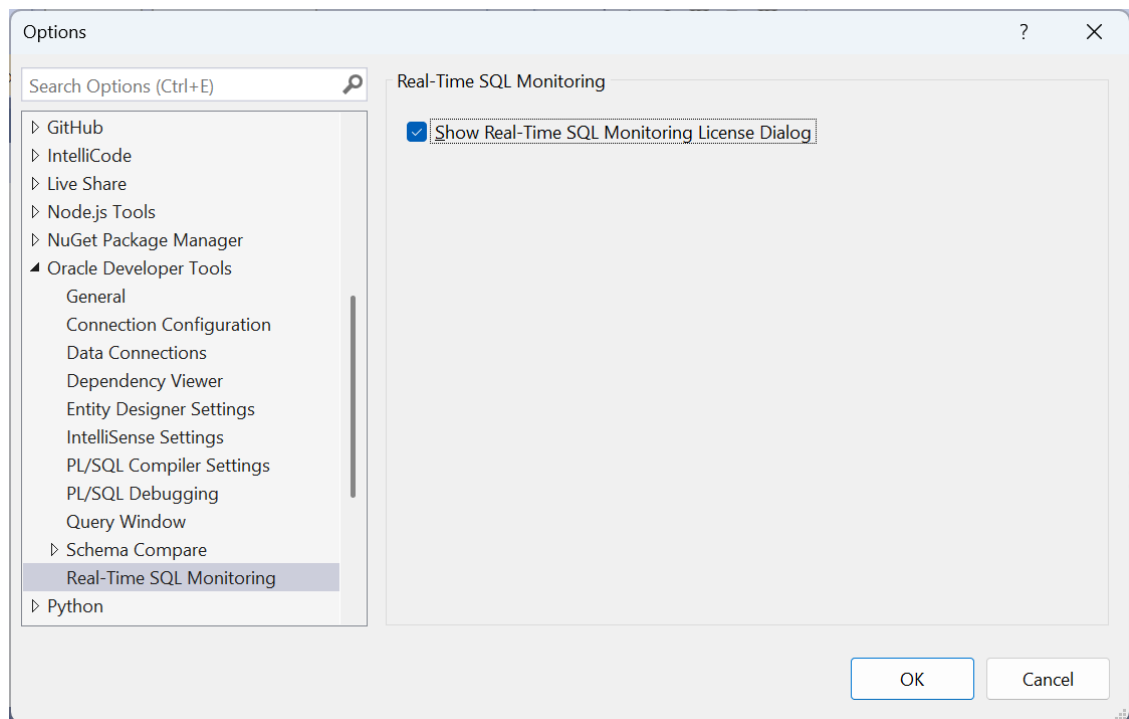 Options
?
Search Options (Ctrl+E)
GitHub
IntelliCode
Live Share
Node.js Tools
NuGet Package Manager
Oracle Developer Tools
General
Connection Configuration
Data Connections
Dependency Viewer
Entity Designer Settings
IntelliSense Settings
PL/SQL Compiler Settings
PL/SQL Debugging
Query Window
Schema Compare
Real-Time SQL Monitoring
Python
Real-Time SQL Monitoring
Show Real-Time SQL Monitoring License Dialog
OK
Cancel